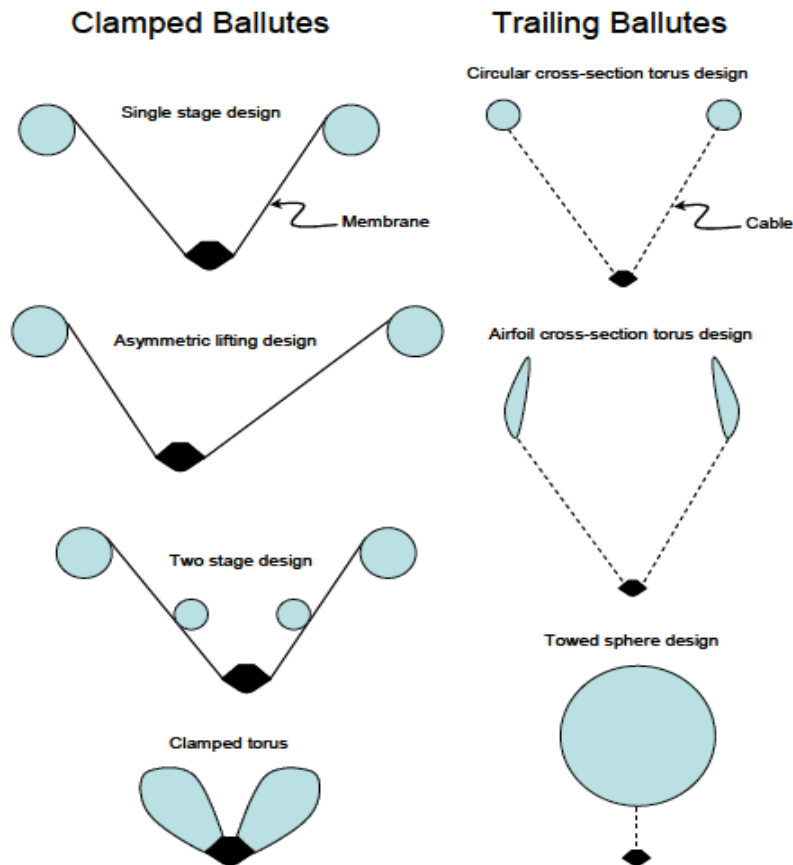 Clamped Ballutes
Single stage design
Membrane
Asymmetric lifting design
Two stage design
Clamped torus
Trailing Ballutes
Circular cross-section torus design
Cable
Airfoil cross-section torus design
Towed sphere design